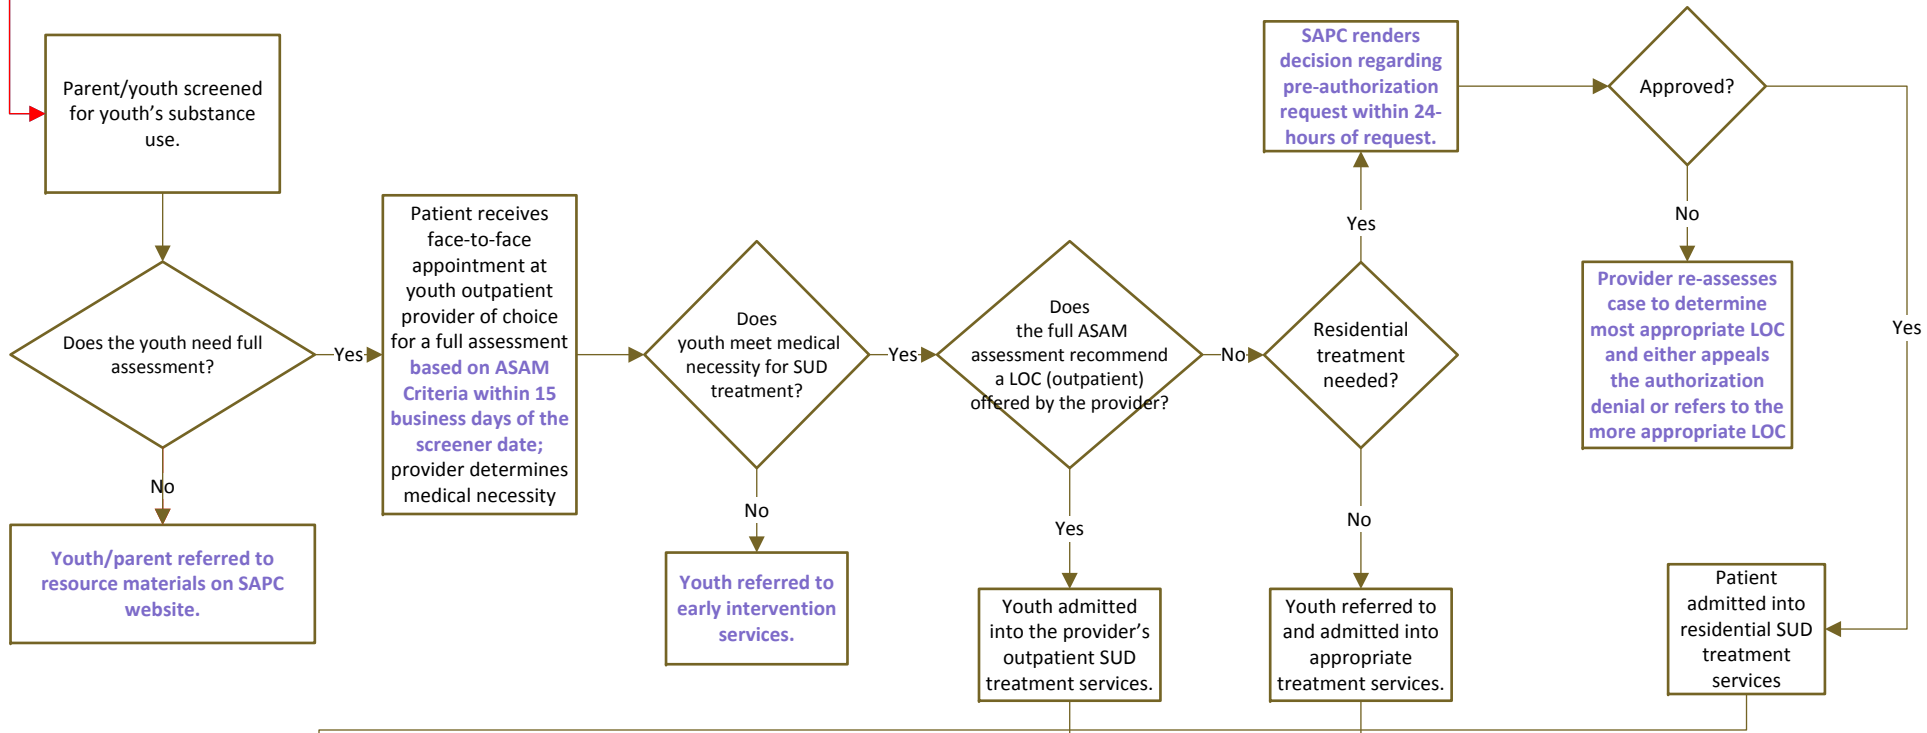 Parent/youth screened
for youth's substance
use.
Does the youth need full
assessment?
Yes
No
Youth/parent referred to
resource materials on SAPC
website.
Patient receives
face-to-face
appointment at
youth outpatient
provider of choice
for a full assessment
based on ASAM
Criteria within 15
business days of the
screener date;
provider determines
medical necessity
Does
youth meet medical
necessity for SUD
treatment?
Yes
No
Youth referred to
early intervention
services.
Does
the full ASAM
assessment recommend
a LOC (outpatient)
offered by the provider?
No
Yes
Youth admitted
into the provider's
outpatient SUD
treatment services.
Residential
treatment
needed?
Yes
No
Youth referred to
and admitted into
appropriate
treatment services.
SAPC renders
decision regarding
pre-authorization
request within 24-
hours of request.
Approved?
No
Yes
Provider re-assesses
case to determine
most appropriate LOC
and either appeals
the authorization
denial or refers to the
more appropriate LOC
Patient
admitted into
residential SUD
treatment
services